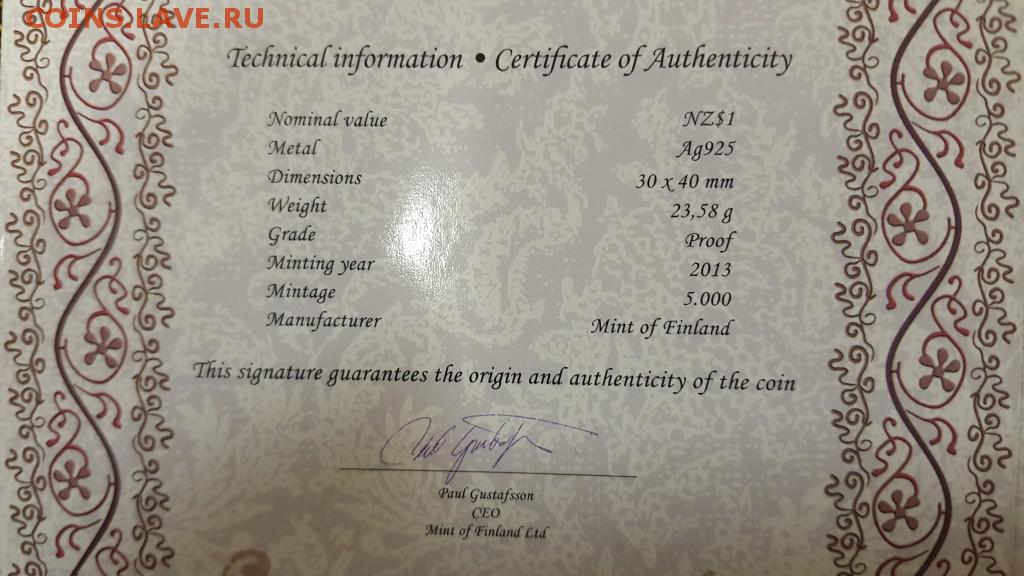 COINS.LAVE.RU
Technical information • Certificate of Authenticity
Nominal value NZ$1
Metal Ag925
Dimensions 30 x 40 mm
Weight 23,58 g
Grade Proof
Minting year 2013
Mintage 5.000
Manufacturer Mint of Finland
This signature guarantees the origin and authenticity of the coin
Paul Gustafsson
CEO
Mint of Finland Ltd